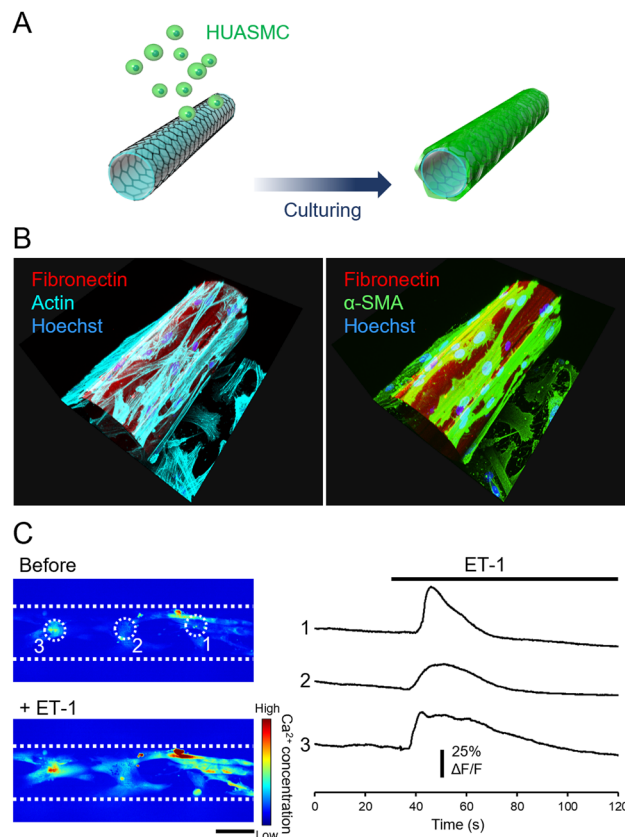 A
HUASMC
Culturing
B
Fibronectin
Actin
Hoechst
Fibronectin
α-SMA
Hoechst
C
Before
3
2
1
+ ET-1
High
Ca²⁺ concentration
Low
ET-1
1
2
3
25%
ΔF/F
0 20 40 60 80 100 120
Time (s)